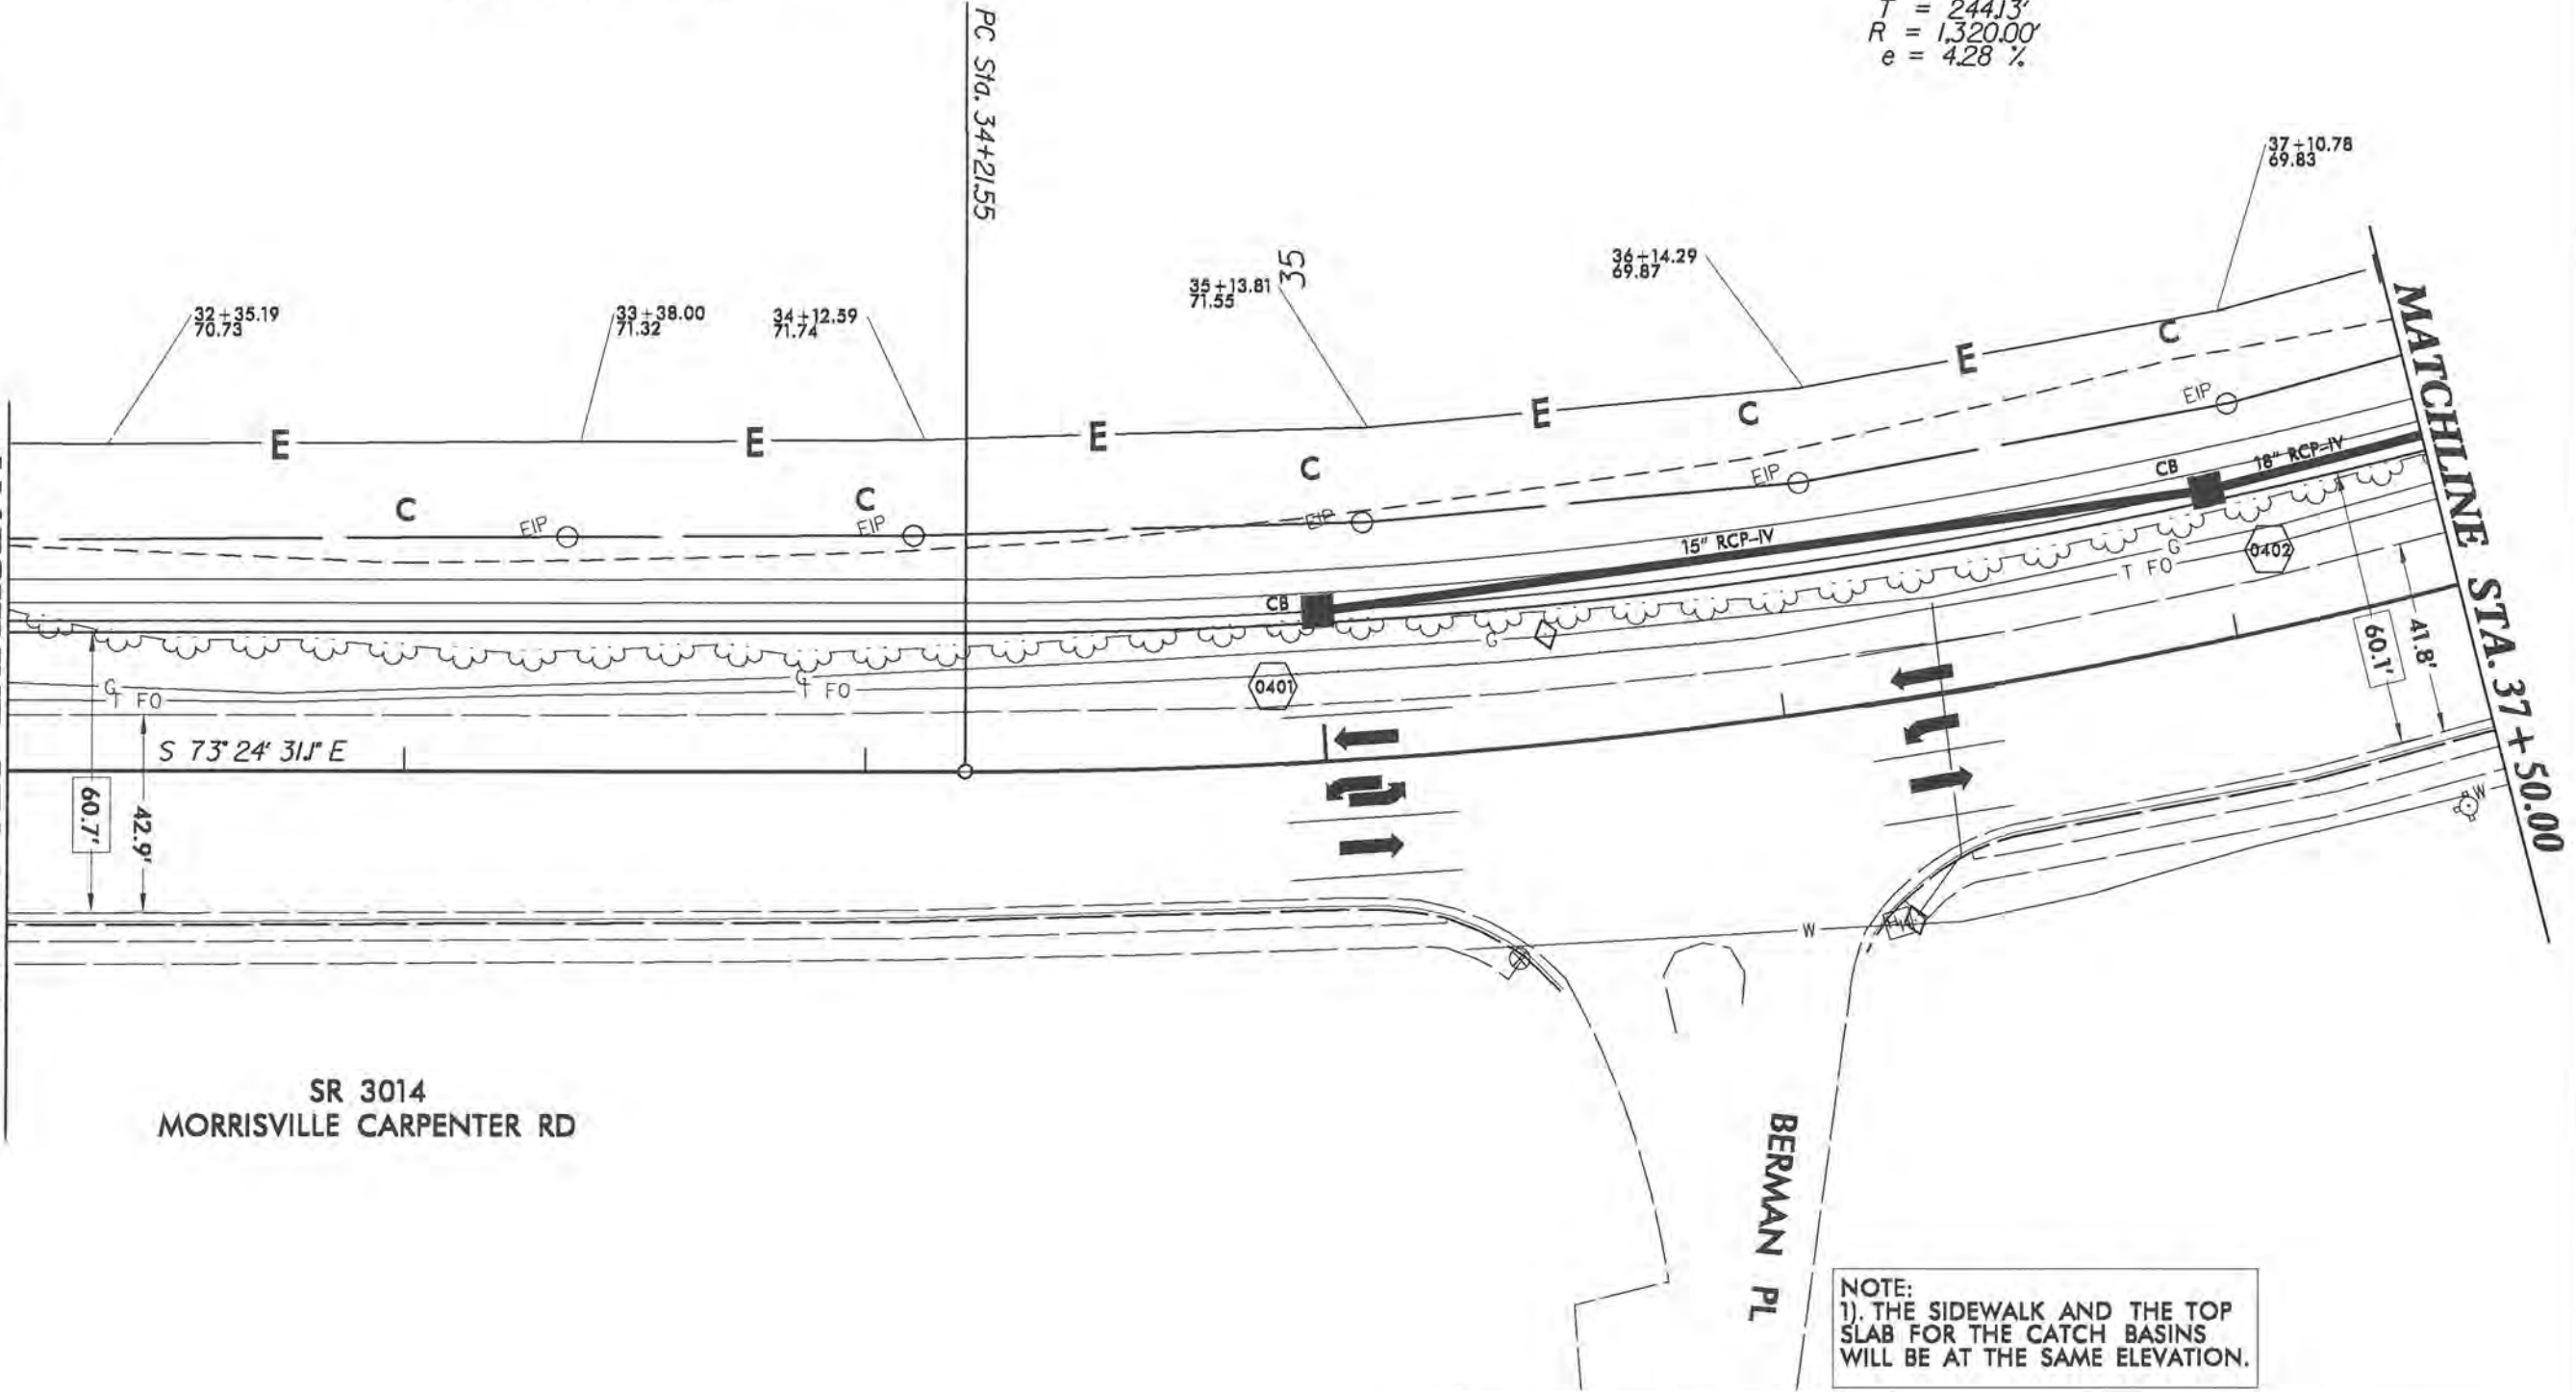 T = 244.13'
R = 1,320.00'
e = 4.28 %
PC Sta. 34+21.55
37+10.78
69.83
36+14.29
69.87
35+13.81
71.55
35
32+35.19
70.73
33+38.00
71.32
34+12.59
71.74
E
E
E
E
E
C
C
C
C
C
EIP
EIP
EIP
EIP
EIP
CB
15" RCP-IV
CB
18" RCP-IV
MATCHLINE STA. 37+50.00
G
T FO
G
T FO
G
G
T FO
0401
0402
S 73° 24' 31.1" E
60.7'
42.9'
60.1'
41.8'
W
W
SR 3014
MORRISVILLE CARPENTER RD
BERMAN PL
NOTE:
1). THE SIDEWALK AND THE TOP
SLAB FOR THE CATCH BASINS
WILL BE AT THE SAME ELEVATION.